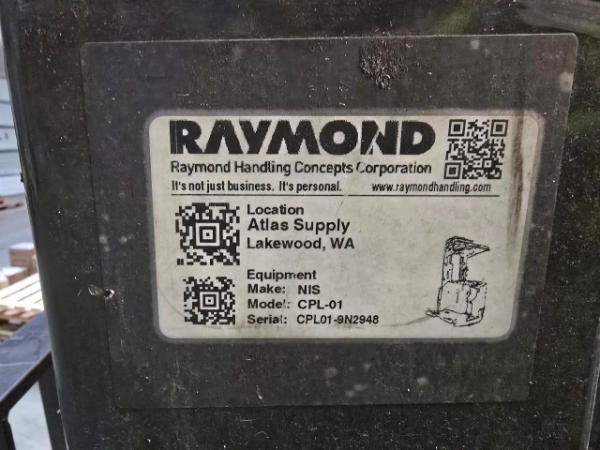 RAYMOND
Raymond Handling Concepts Corporation
It's not just business. It's personal. www.raymondhandling.com
Location
Atlas Supply
Lakewood, WA
Equipment
Make: NIS
Model: CPL-01
Serial: CPL01-9N2948